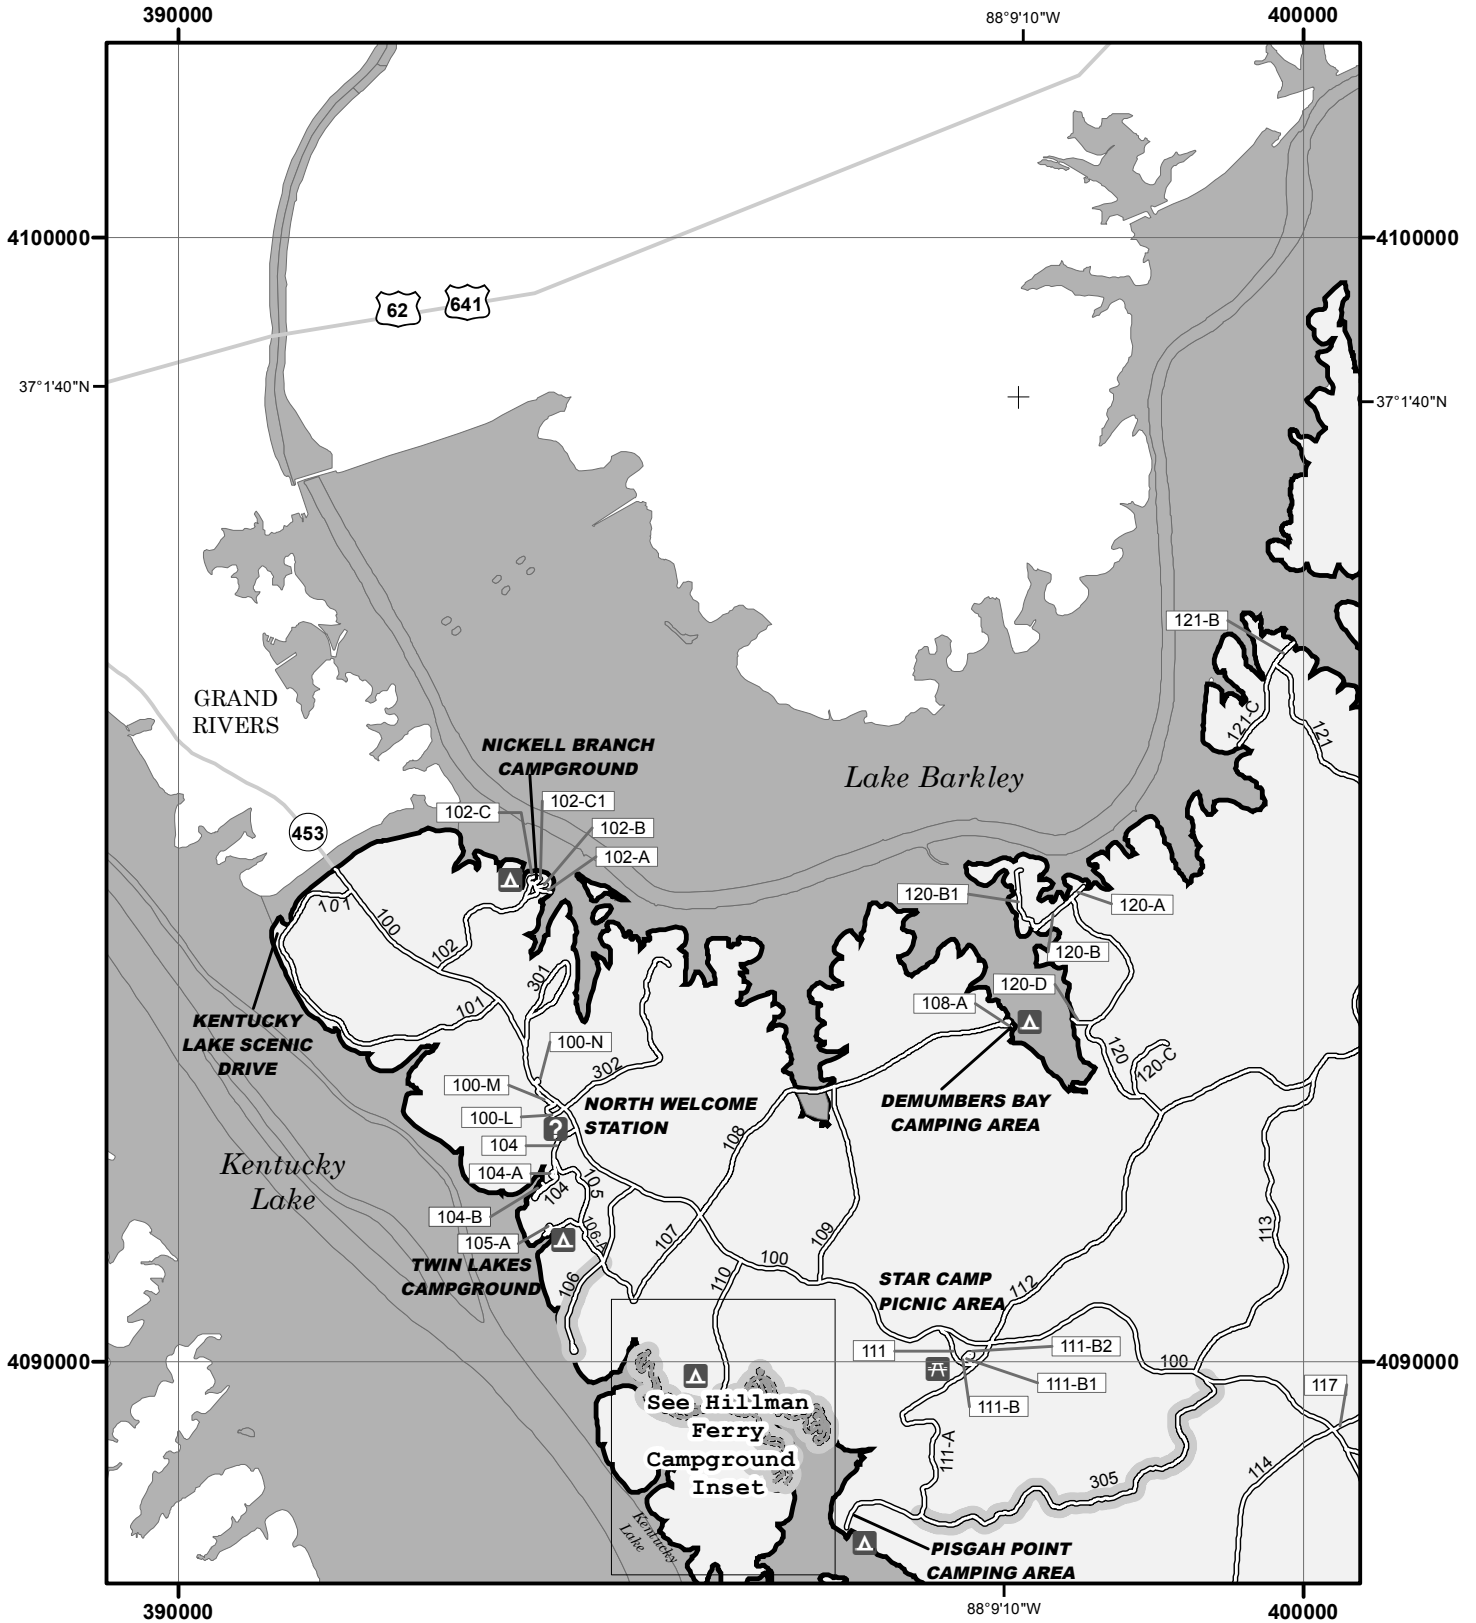 390000
88°9'10"W
400000
4100000
4100000
62
641
37°1'40"N
37°1'40"N
121-B
GRAND
RIVERS
121-C
121
NICKELL BRANCH
CAMPGROUND
Lake Barkley
102-C
102-C1
102-B
102-A
453
101
100
102
120-B1
120-A
120-B
301
120-D
101
108-A
KENTUCKY
LAKE SCENIC
DRIVE
100-N
120
120-C
302
100-M
NORTH WELCOME
STATION
100-L
?
DEMUMBERS BAY
CAMPING AREA
104
108
Kentucky
Lake
104-A
104
105
104-B
105-A
106-A
107
109
113
TWIN LAKES
CAMPGROUND
106
110
100
STAR CAMP
PICNIC AREA
112
4090000
4090000
111
111-B2
100
111-B1
117
111-B
See Hillman
Ferry
Campground
Inset
111-A
305
114
Kentucky
Lake
PISGAH POINT
CAMPING AREA
390000
88°9'10"W
400000